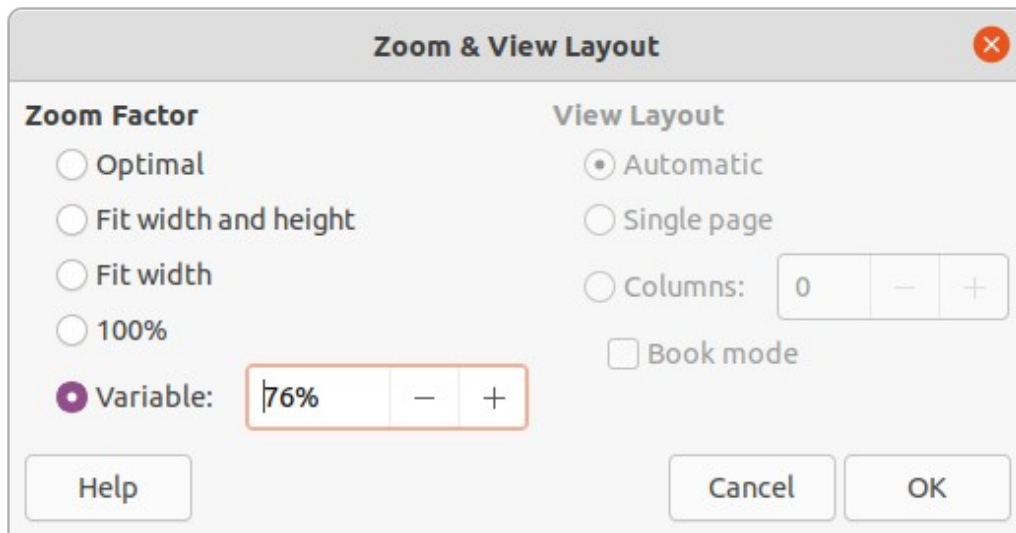 Zoom & View Layout
Zoom Factor
Optimal
Fit width and height
Fit width
100%
Variable: 76%
View Layout
Automatic
Single page
Columns: 0
Book mode
Help
Cancel
OK